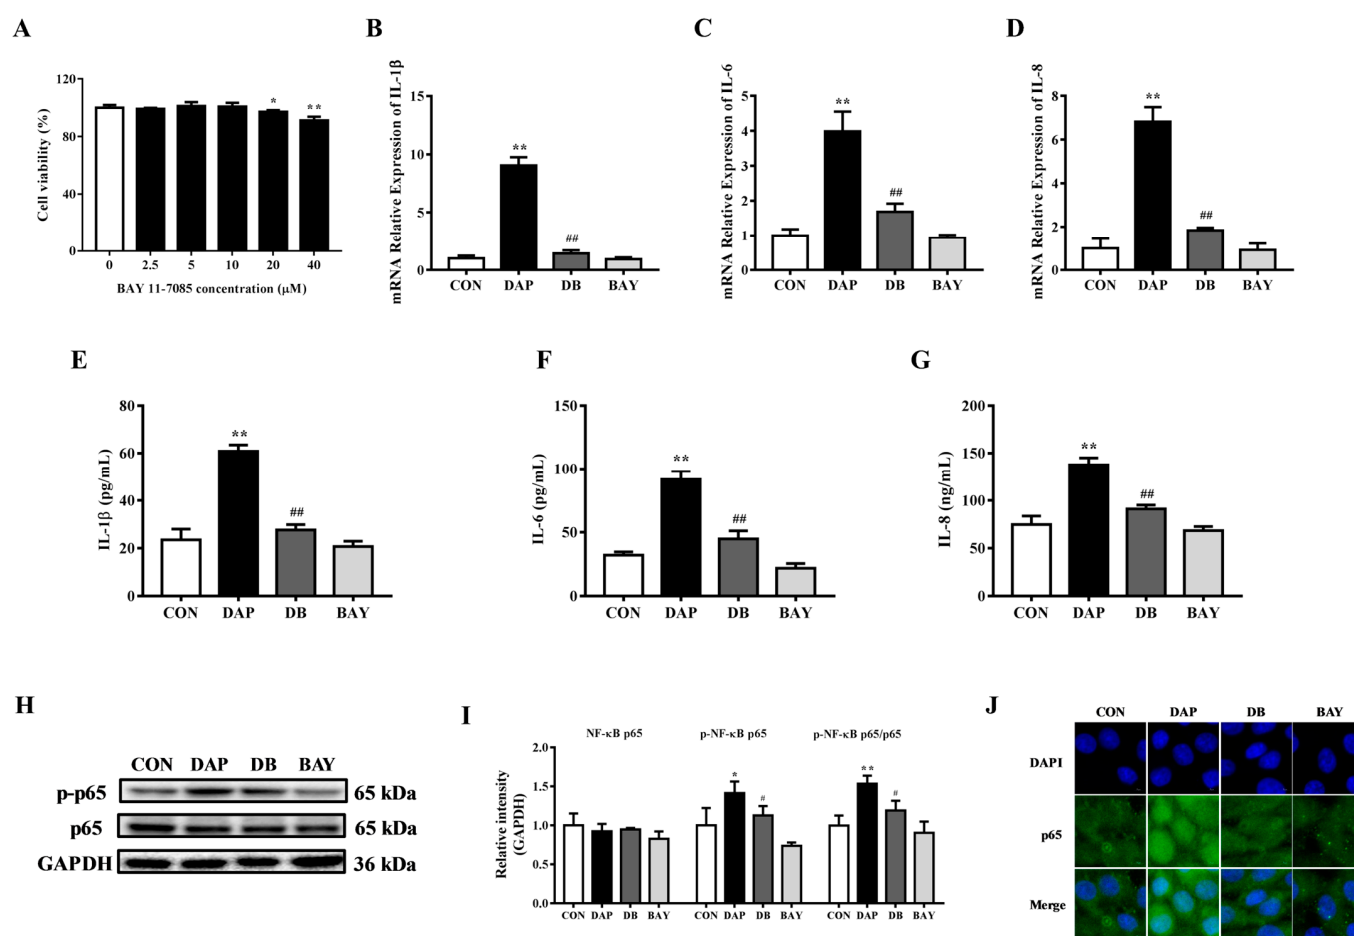 A
Cell viability (%)
120
80
40
0
*
**
0 2.5 5 10 20 40
BAY 11-7085 concentration (μM)
B
mRNA Relative Expression of IL-1β
15
10
5
0
**
##
CON DAP DB BAY
C
mRNA Relative Expression of IL-6
5
4
3
2
1
0
**
##
CON DAP DB BAY
D
mRNA Relative Expression of IL-8
8
6
4
2
0
**
##
CON DAP DB BAY
E
IL-1β (pg/mL)
80
60
40
20
0
**
##
CON DAP DB BAY
F
IL-6 (pg/mL)
150
100
50
0
**
##
CON DAP DB BAY
G
IL-8 (ng/mL)
200
150
100
50
0
**
##
CON DAP DB BAY
H
CON DAP DB BAY
p-p65 65 kDa
p65 65 kDa
GAPDH 36 kDa
I
NF-κB p65 p-NF-κB p65 p-NF-κB p65/p65
Relative intensity
(GAPDH)
2.0
1.5
1.0
0.5
0.0
*
#
**
#
CON DAP DB BAY CON DAP DB BAY CON DAP DB BAY
J
CON DAP DB BAY
DAPI
p65
Merge